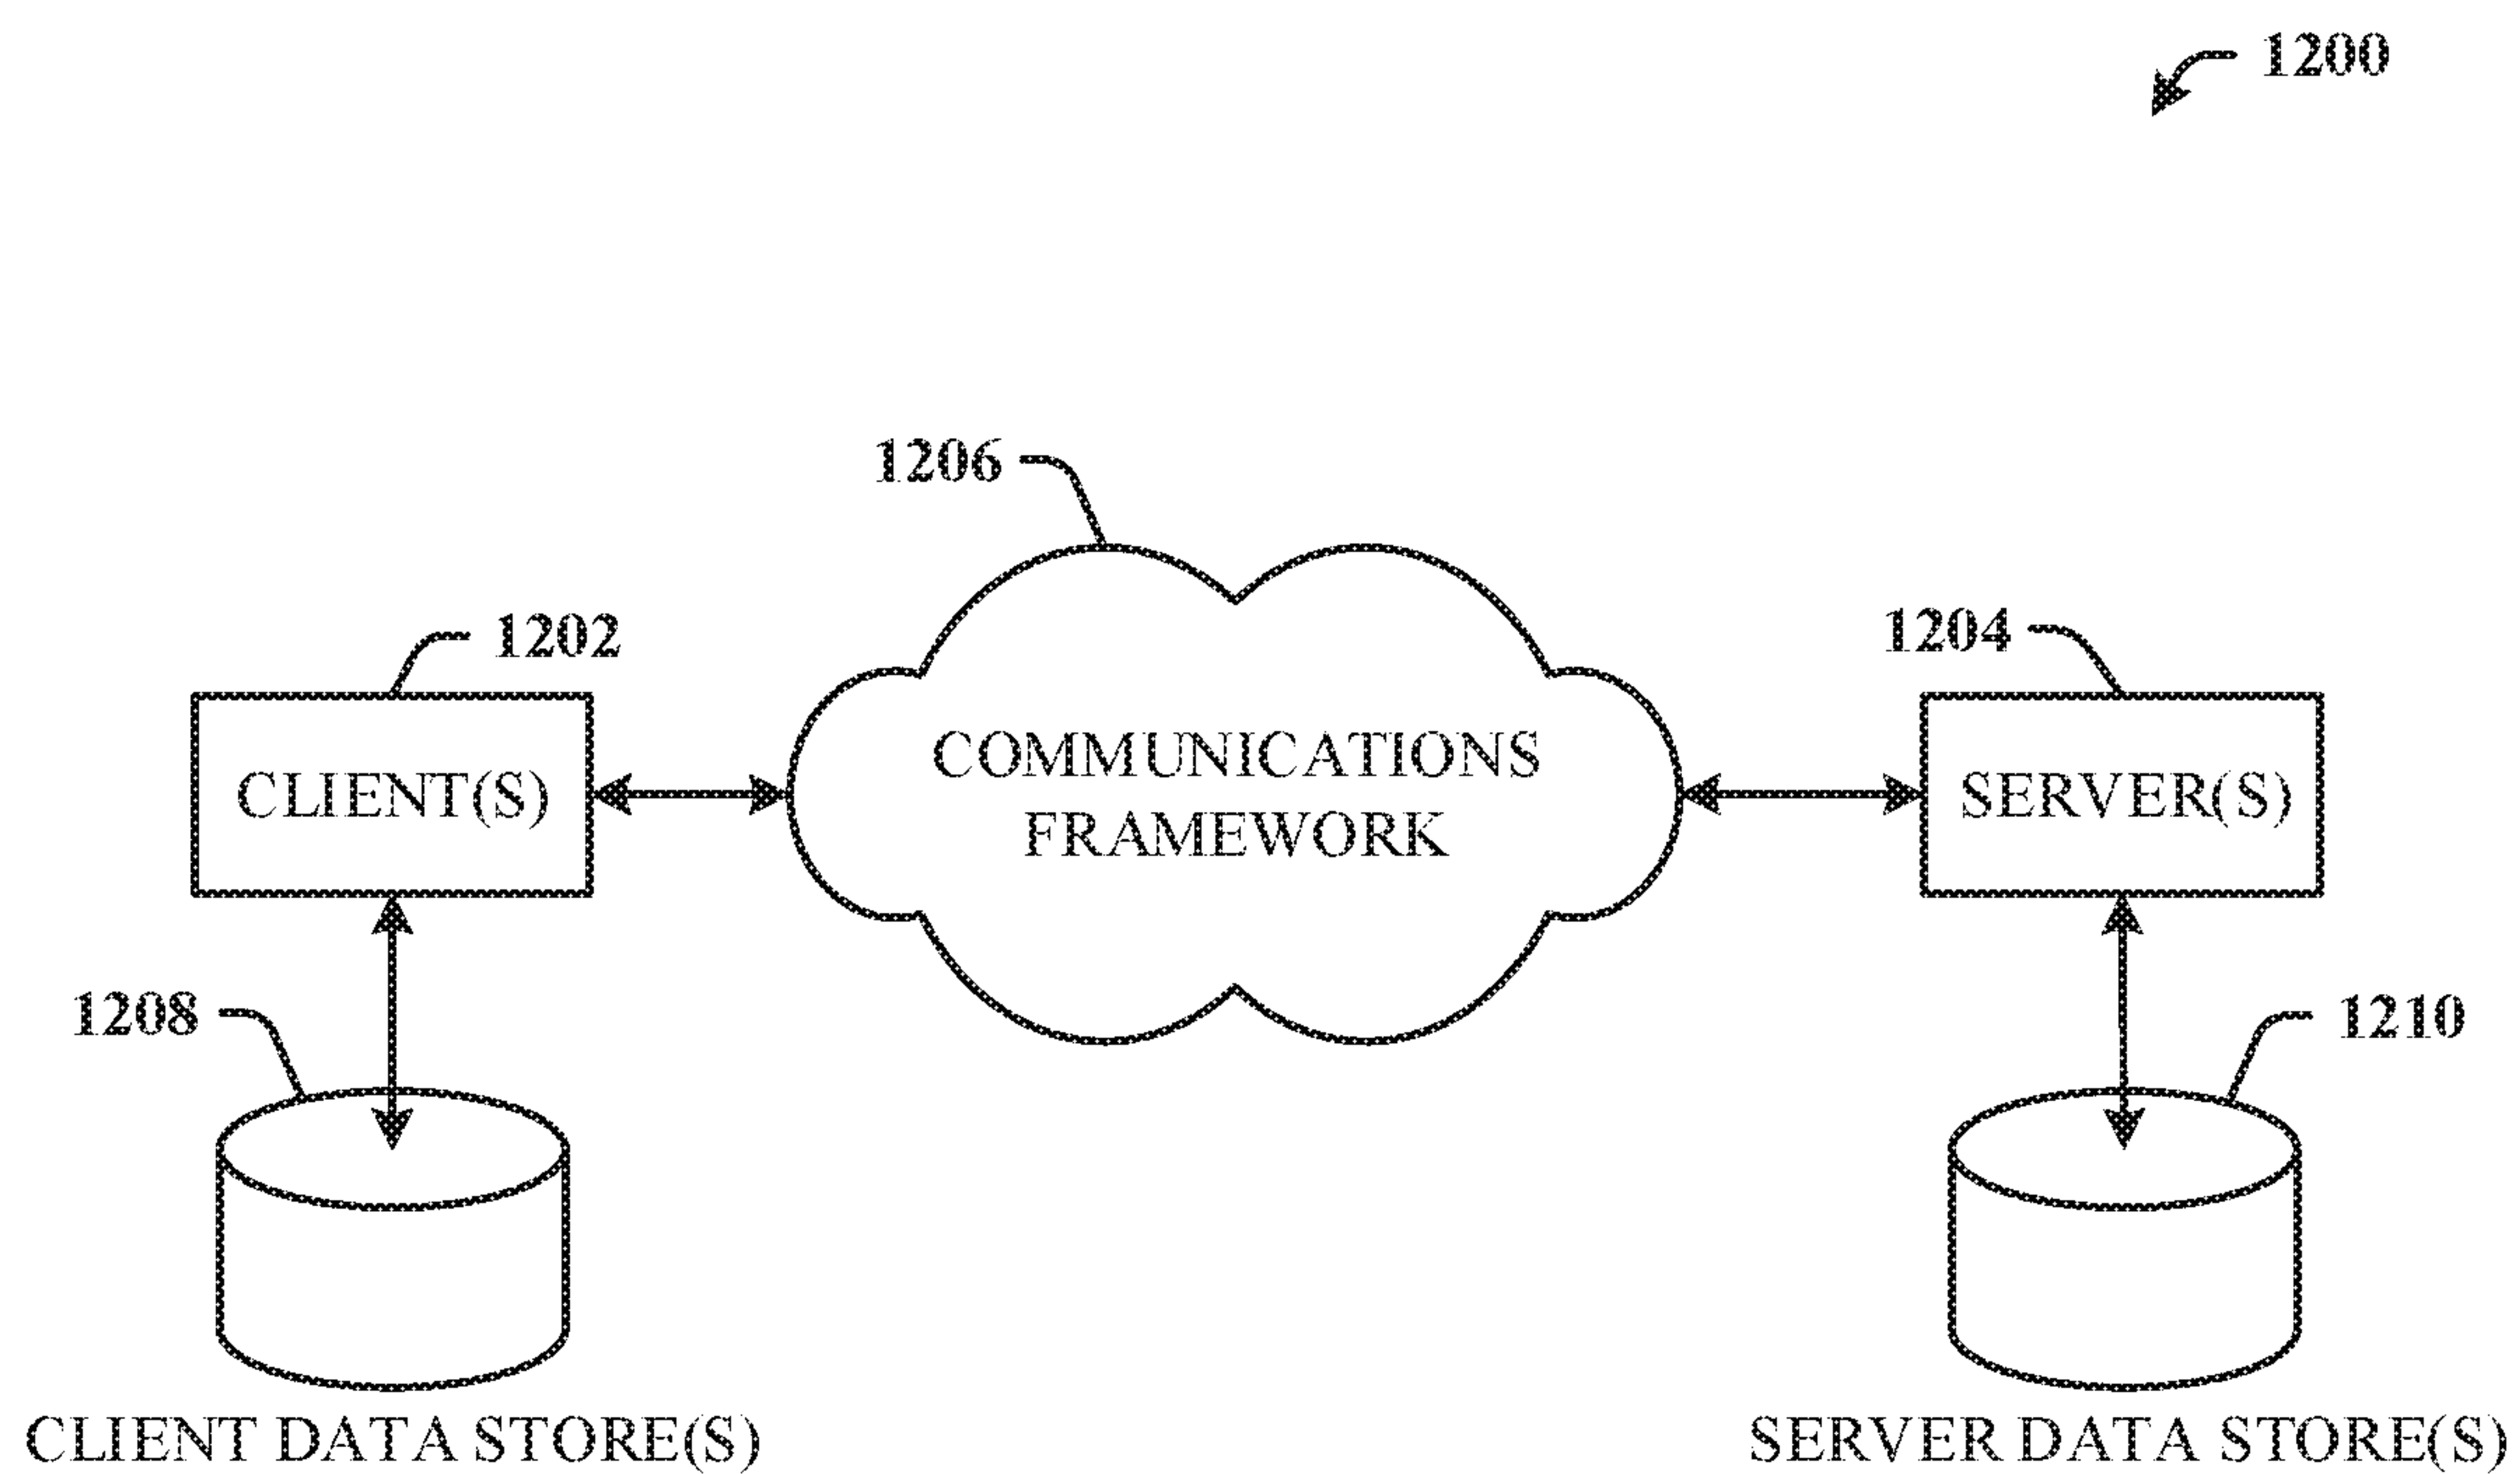 1200
1206
1202
1204
COMMUNICATIONS
FRAMEWORK
CLIENT(S)
SERVER(S)
1208
1210
CLIENT DATA STORE(S)
SERVER DATA STORE(S)